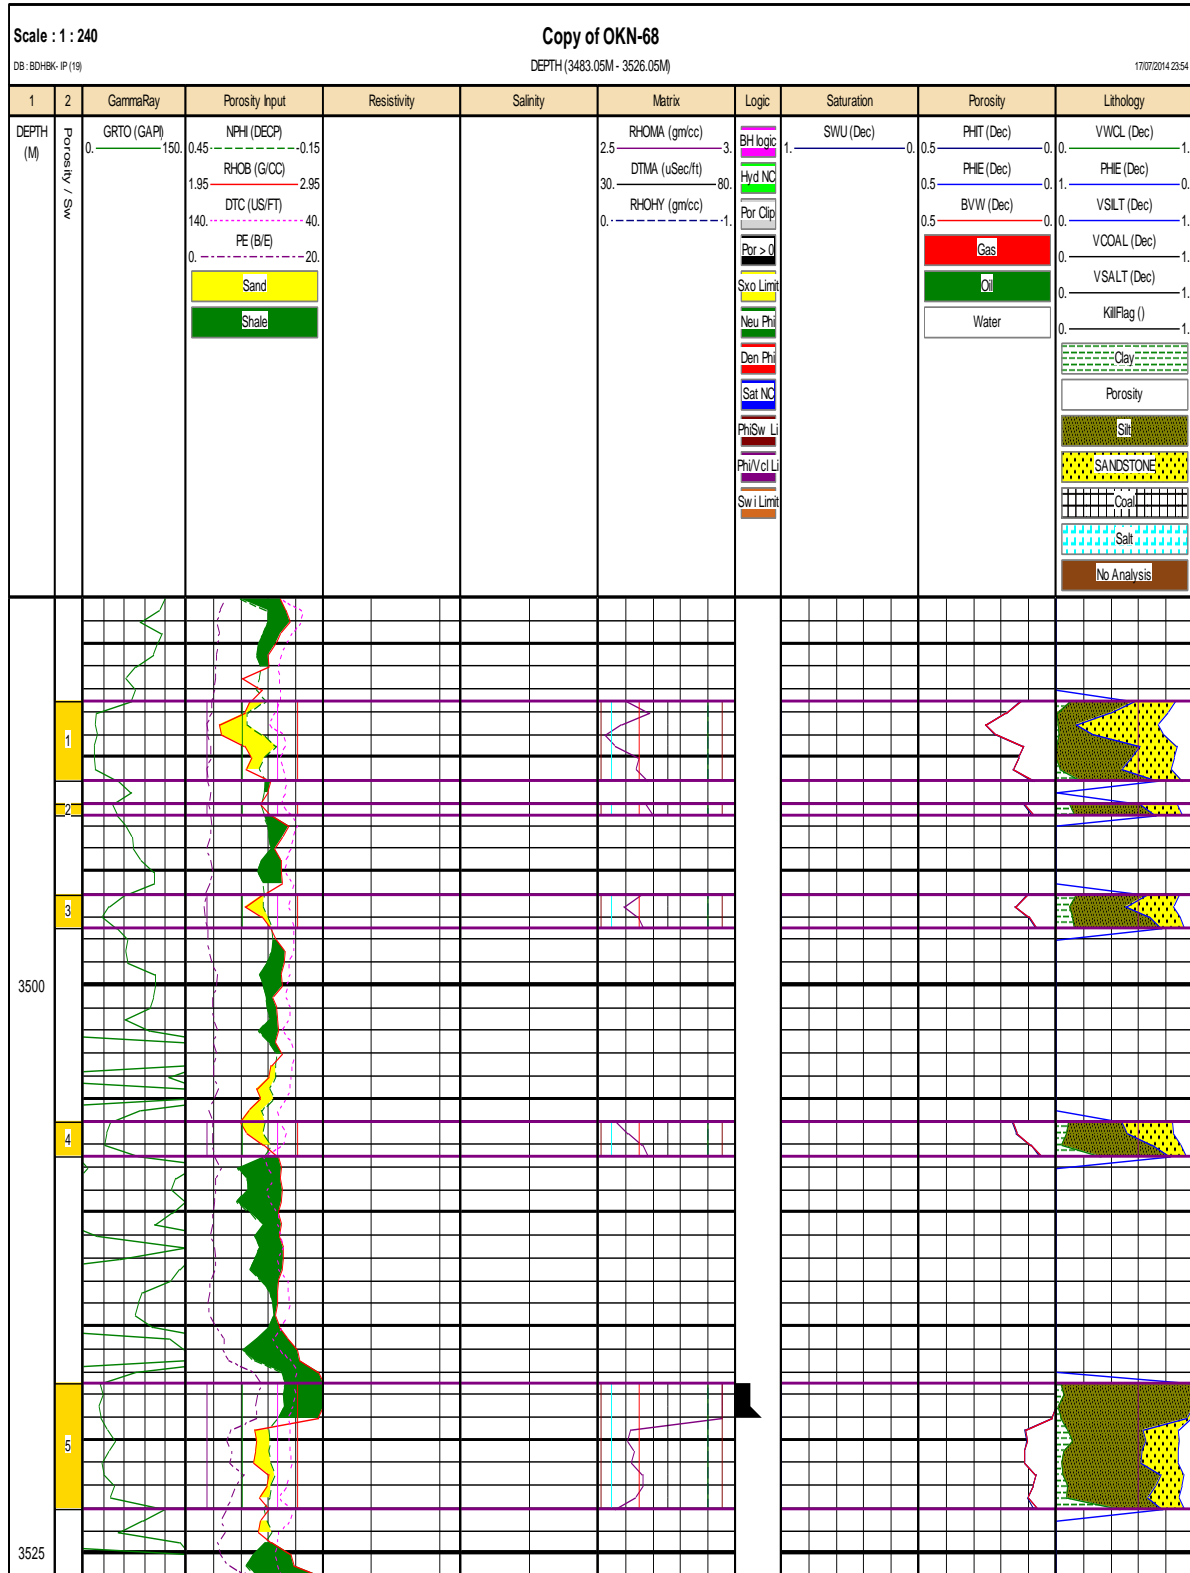 Scale : 1 : 240
Copy of OKN-68
DB : BDHBK- IP (19)
DEPTH (3483.05M - 3526.05M)
17/07/2014 23:54
1 2 GammaRay Porosity Input Resistivity Salinity Matrix Logic Saturation Porosity Lithology
DEPTH (M)
Porosity / Sw
GRTO (GAPI)
0. 150.
NPHI (DECP)
0.45 -0.15
RHOB (G/CC)
1.95 2.95
DTC (US/FT)
140. 40.
PE (B/E)
0. 20.
Sand
Shale
RHOMA (gm/cc)
2.5 3.
DTMA (uSec/ft)
30. 80.
RHOHY (gm/cc)
0. 1.
BH logic
Hyd NC
Por Clip
Por > 0
Sxo Limit
Neu Phi
Den Phi
Sat NC
PhiSw Li
Phi/Vcl Li
Swi Limit
SWU (Dec)
1. 0.
PHIT (Dec)
0.5 0.
PHIE (Dec)
0.5 0.
BVW (Dec)
0.5 0.
Gas
Oil
Water
VWCL (Dec)
0. 1.
PHIE (Dec)
1. 0.
VSILT (Dec)
0. 1.
VCOAL (Dec)
0. 1.
VSALT (Dec)
0. 1.
KillFlag ()
0. 1.
Clay
Porosity
Silt
SANDSTONE
Coal
Salt
No Analysis
1
2
3
3500
4
5
3525